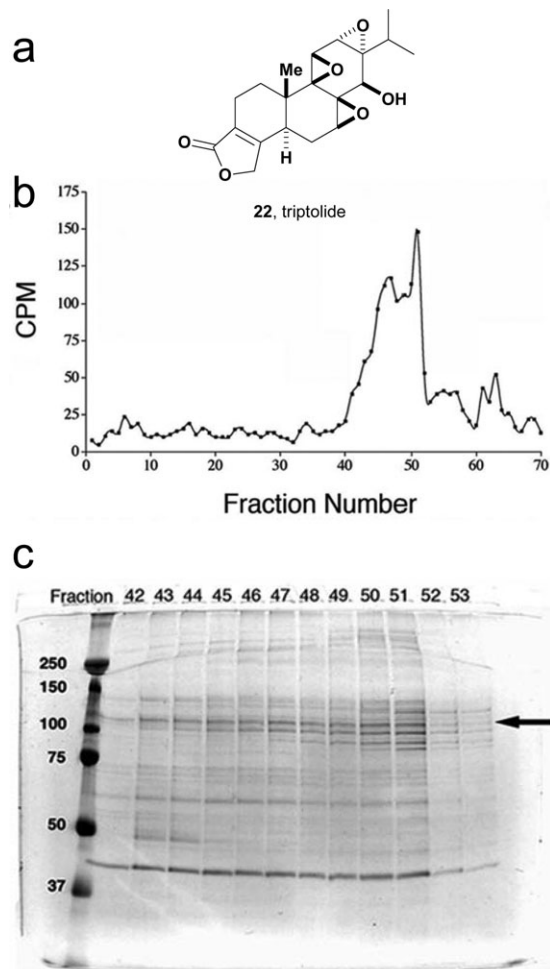 a
O
Me
O
OH
O
O
O
H
b
22, triptolide
175
150
125
100
75
50
25
0
CPM
0 10 20 30 40 50 60 70
Fraction Number
c
Fraction 42 43 44 45 46 47 48 49 50 51 52 53
250
150
100
75
50
37